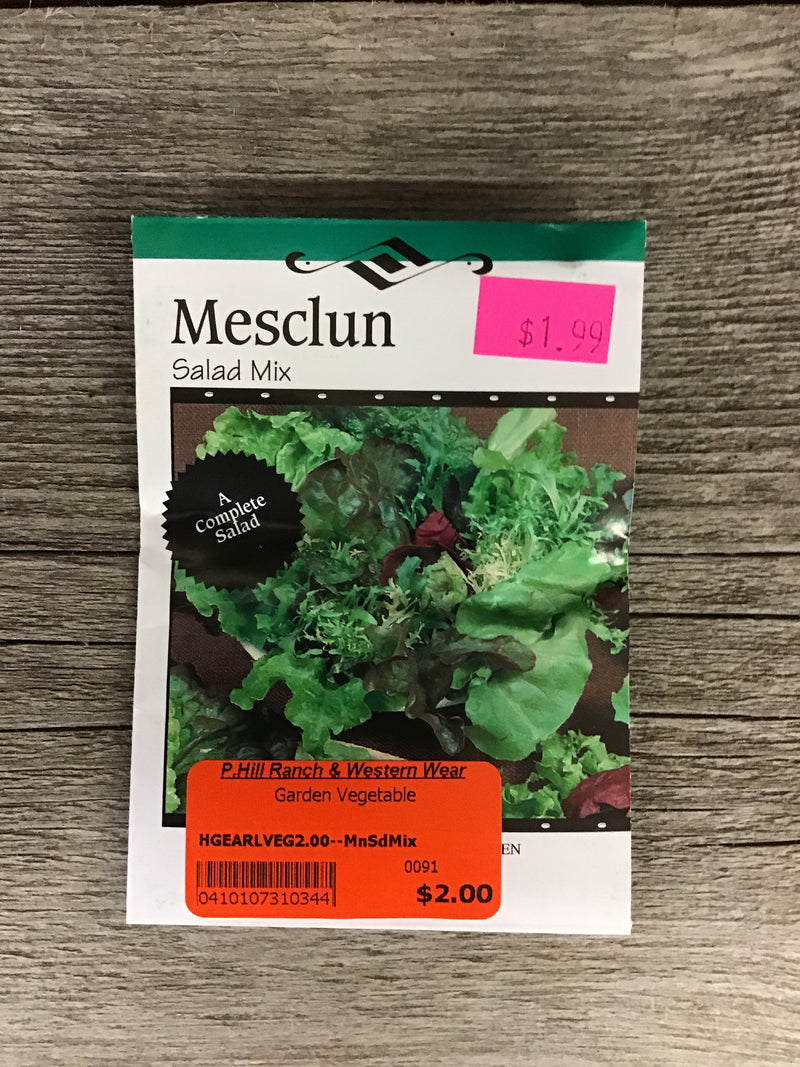 Mesclun
$1.99
Salad Mix
A
Complete
Salad
P.Hill Ranch & Western Wear
Garden Vegetable
HGEARLVEG2.00--MnSdMix
0091
0410107310344
$2.00
EN